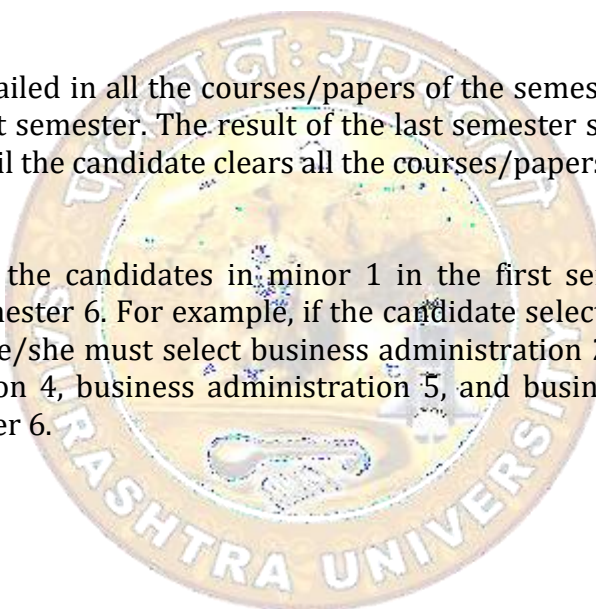 ailed in all the courses/papers of the semes
t semester. The result of the last semester s
il the candidate clears all the courses/papers
the candidates in minor 1 in the first se
nester 6. For example, if the candidate select
e/she must select business administration 2
on 4, business administration 5, and busin
er 6.
RASHTRA UNIVERSITY